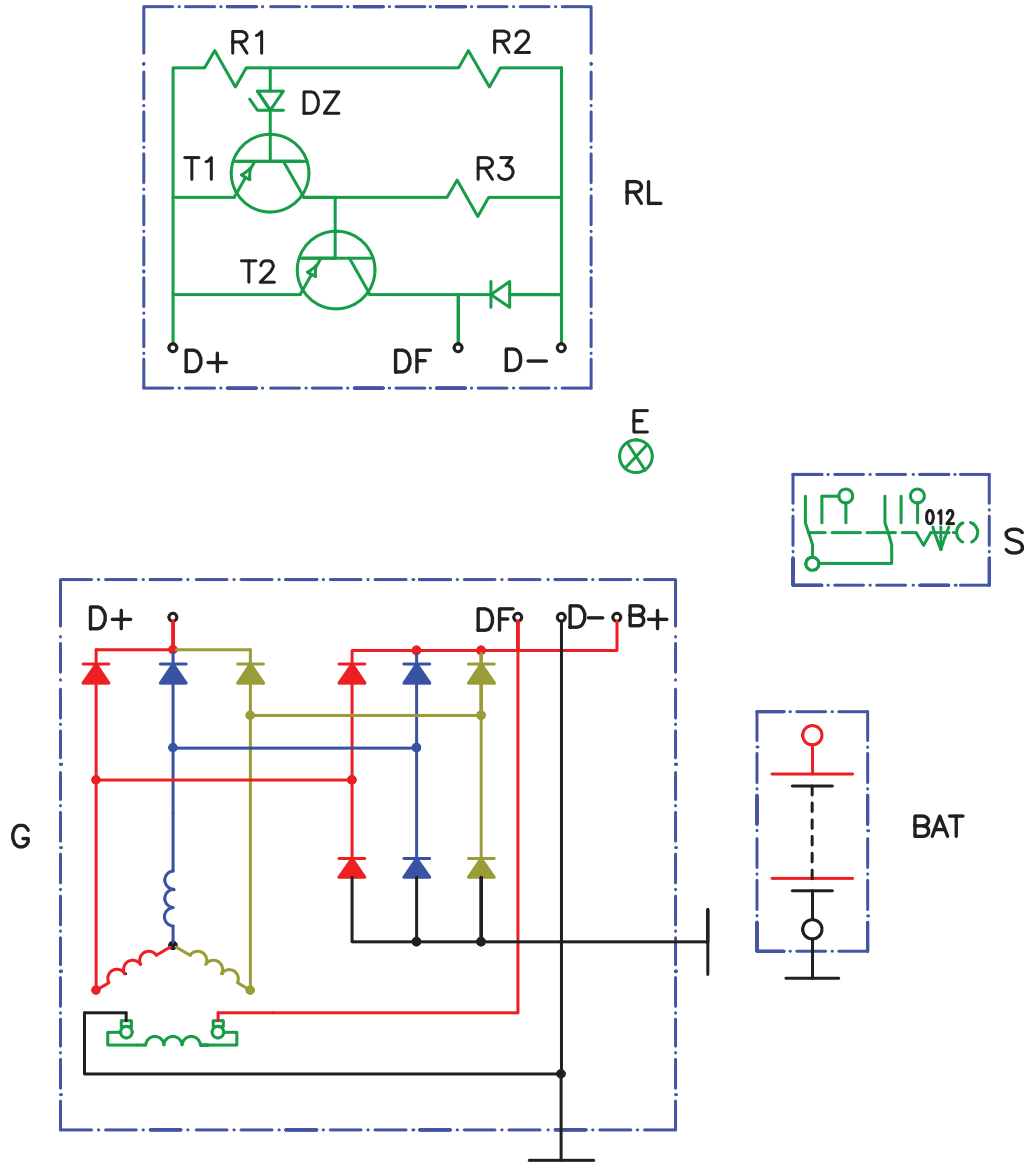 R1 R2
DZ
T1 R3
RL
T2
D+ DF D-
E
012
S
D+ DF D- B+
G
BAT